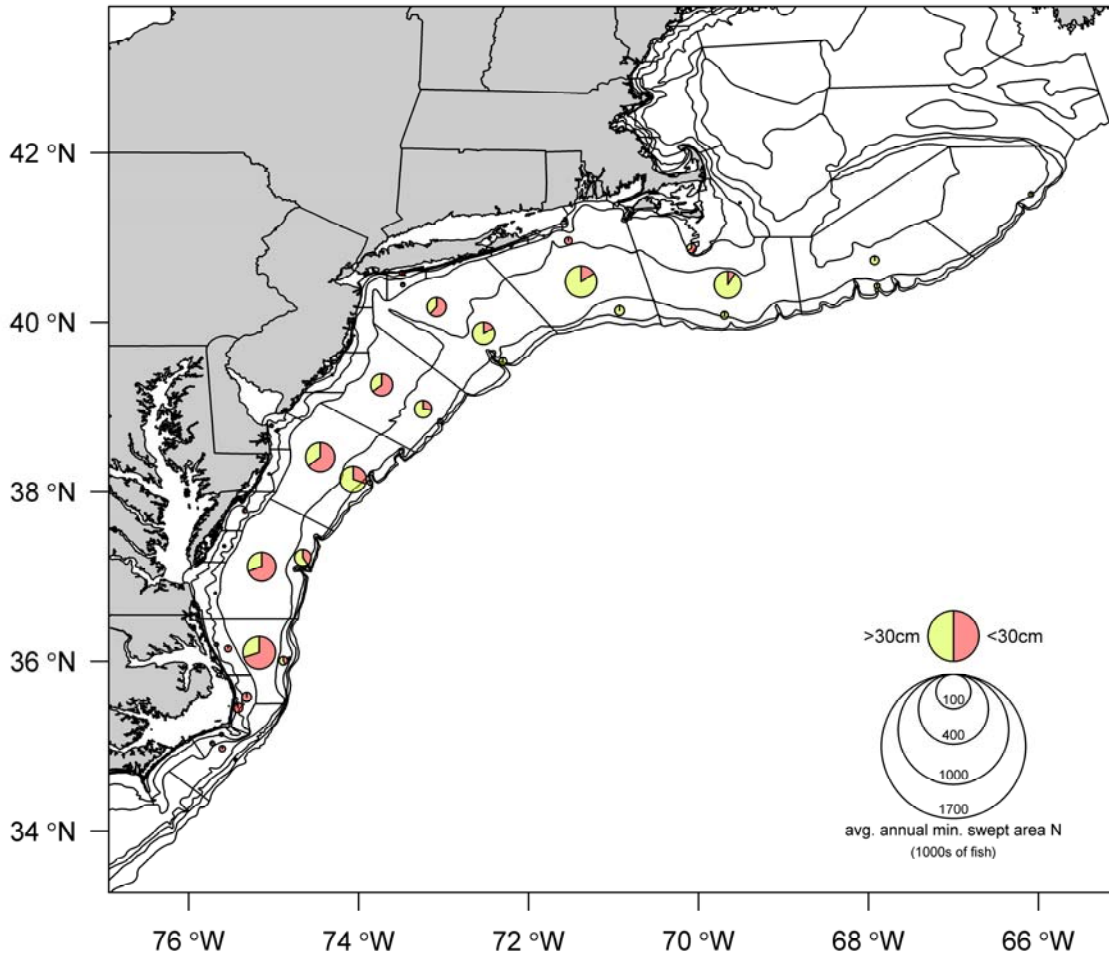 42 °N
40 °N
38 °N
36 °N
34 °N
>30cm <30cm
100
400
1000
1700
avg. annual min. swept area N
(1000s of fish)
76 °W 74 °W 72 °W 70 °W 68 °W 66 °W